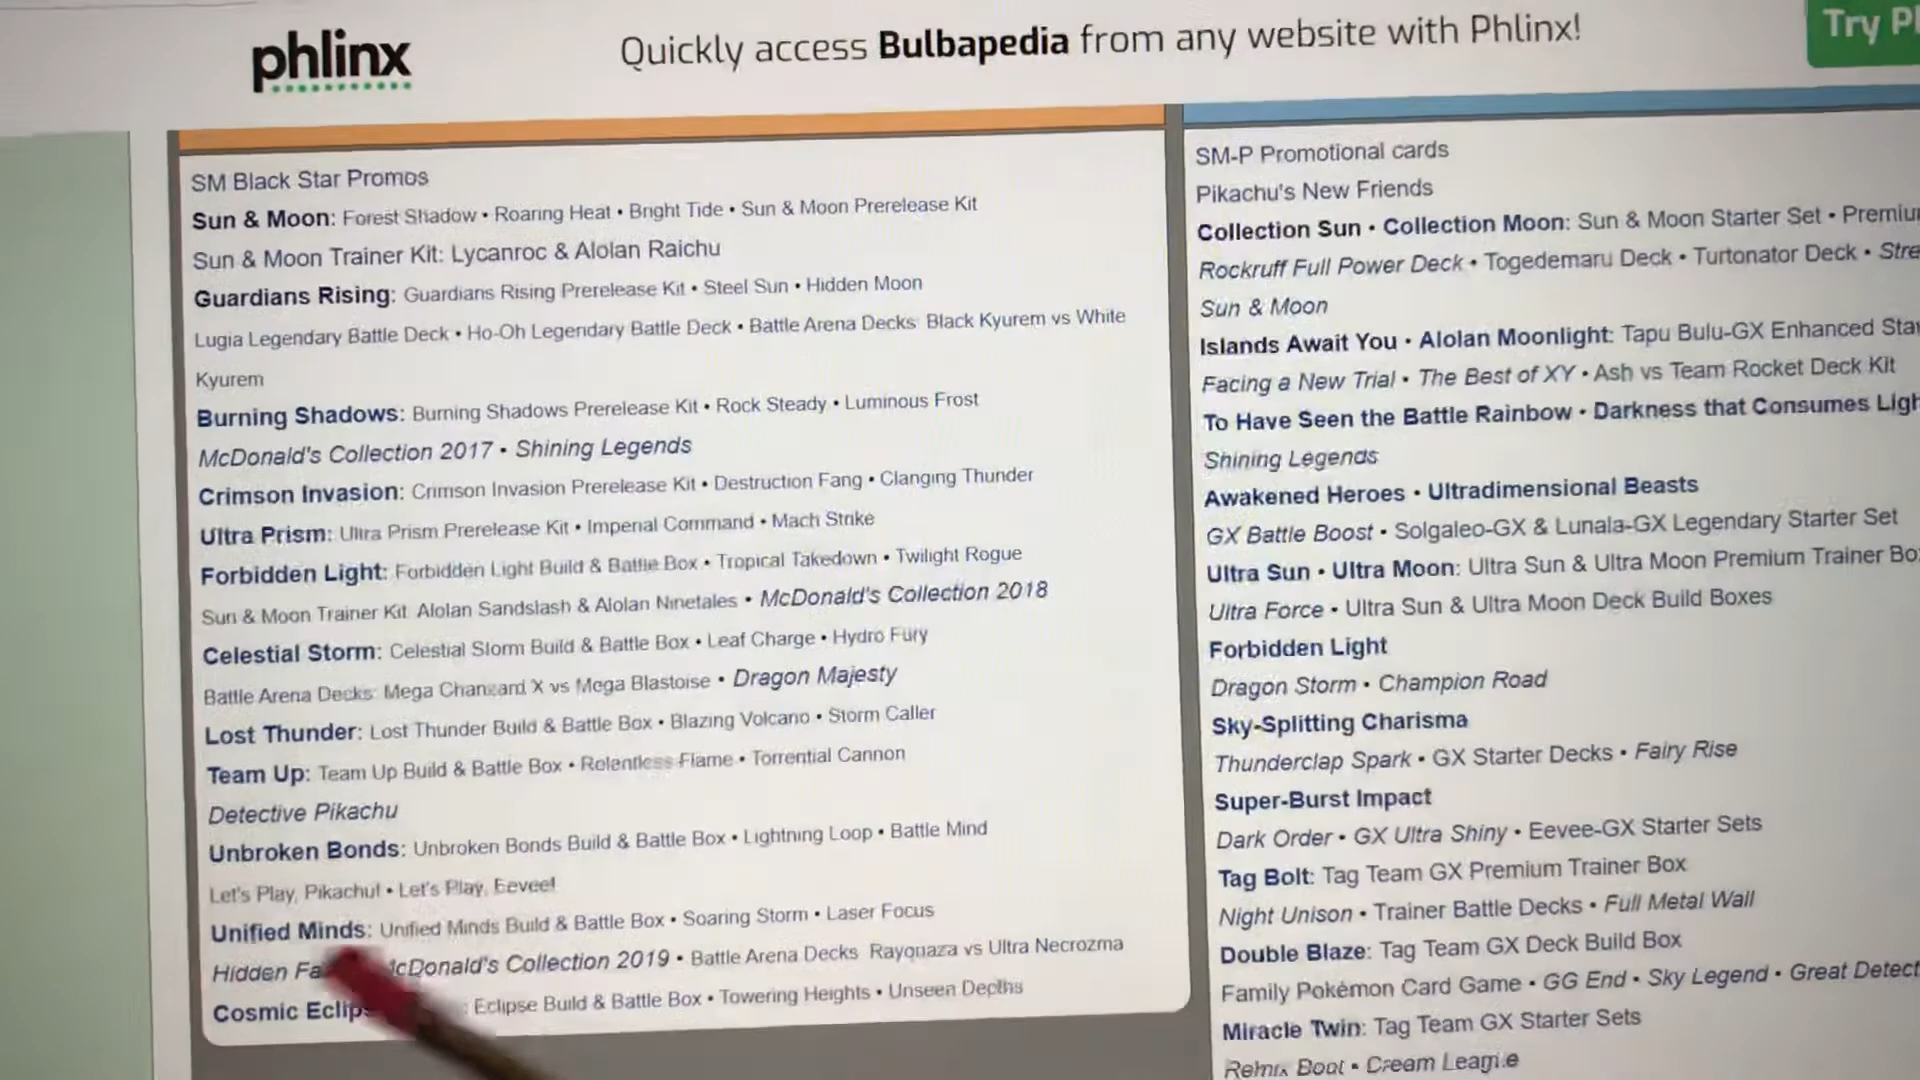 phlinx
Quickly access Bulbapedia from any website with Phlinx!
Try
SM Black Star Promos
Sun & Moon: Forest Shadow • Roaring Heat • Bright Tide • Sun & Moon Prerelease Kit
Sun & Moon Trainer Kit: Lycanroc & Alolan Raichu
Guardians Rising: Guardians Rising Prerelease Kit • Steel Sun • Hidden Moon
Lugia Legendary Battle Deck • Ho-Oh Legendary Battle Deck • Battle Arena Decks: Black Kyurem vs White
Kyurem
Burning Shadows: Burning Shadows Prerelease Kit • Rock Steady • Luminous Frost
McDonald's Collection 2017 • Shining Legends
Crimson Invasion: Crimson Invasion Prerelease Kit • Destruction Fang • Clanging Thunder
Ultra Prism: Ultra Prism Prerelease Kit • Imperial Command • Mach Strike
Forbidden Light: Forbidden Light Build & Battle Box • Tropical Takedown • Twilight Rogue
Sun & Moon Trainer Kit: Alolan Sandslash & Alolan Ninetales • McDonald's Collection 2018
Celestial Storm: Celestial Storm Build & Battle Box • Leaf Charge • Hydro Fury
Battle Arena Decks: Mega Charizard X vs Mega Blastoise • Dragon Majesty
Lost Thunder: Lost Thunder Build & Battle Box • Blazing Volcano • Storm Caller
Team Up: Team Up Build & Battle Box • Relentless Flame • Torrential Cannon
Detective Pikachu
Unbroken Bonds: Unbroken Bonds Build & Battle Box • Lightning Loop • Battle Mind
Let's Play, Pikachu! • Let's Play, Eevee!
Unified Minds: Unified Minds Build & Battle Box • Soaring Storm • Laser Focus
Hidden McDonald's Collection 2019 • Battle Arena Decks: Rayquaza vs Ultra Necrozma
Cosmic Eclipse Eclipse Build & Battle Box • Towering Heights • Unseen Depths
SM-P Promotional cards
Pikachu's New Friends
Collection Sun • Collection Moon: Sun & Moon Starter Set •
Rockruff Full Power Deck • Togedemaru Deck • Turtonator Deck •
Sun & Moon
Islands Await You • Alolan Moonlight: Tapu Bulu-GX Enhanced
Facing a New Trial • The Best of XY • Ash vs Team Rocket Deck Kit
To Have Seen the Battle Rainbow • Darkness that Consumes
Shining Legends
Awakened Heroes • Ultradimensional Beasts
GX Battle Boost • Solgaleo-GX & Lunala-GX Legendary Starter Set
Ultra Sun • Ultra Moon: Ultra Sun & Ultra Moon Premium Trainer
Ultra Force • Ultra Sun & Ultra Moon Deck Build Boxes
Forbidden Light
Dragon Storm • Champion Road
Sky-Splitting Charisma
Thunderclap Spark • GX Starter Decks • Fairy Rise
Super-Burst Impact
Dark Order • GX Ultra Shiny • Eevee-GX Starter Sets
Tag Bolt: Tag Team GX Premium Trainer Box
Night Unison • Trainer Battle Decks • Full Metal Wall
Double Blaze: Tag Team GX Deck Build Box
Family Pokémon Card Game • GG End • Sky Legend • Great
Miracle Twin: Tag Team GX Starter Sets
Remix Bout • Dream League